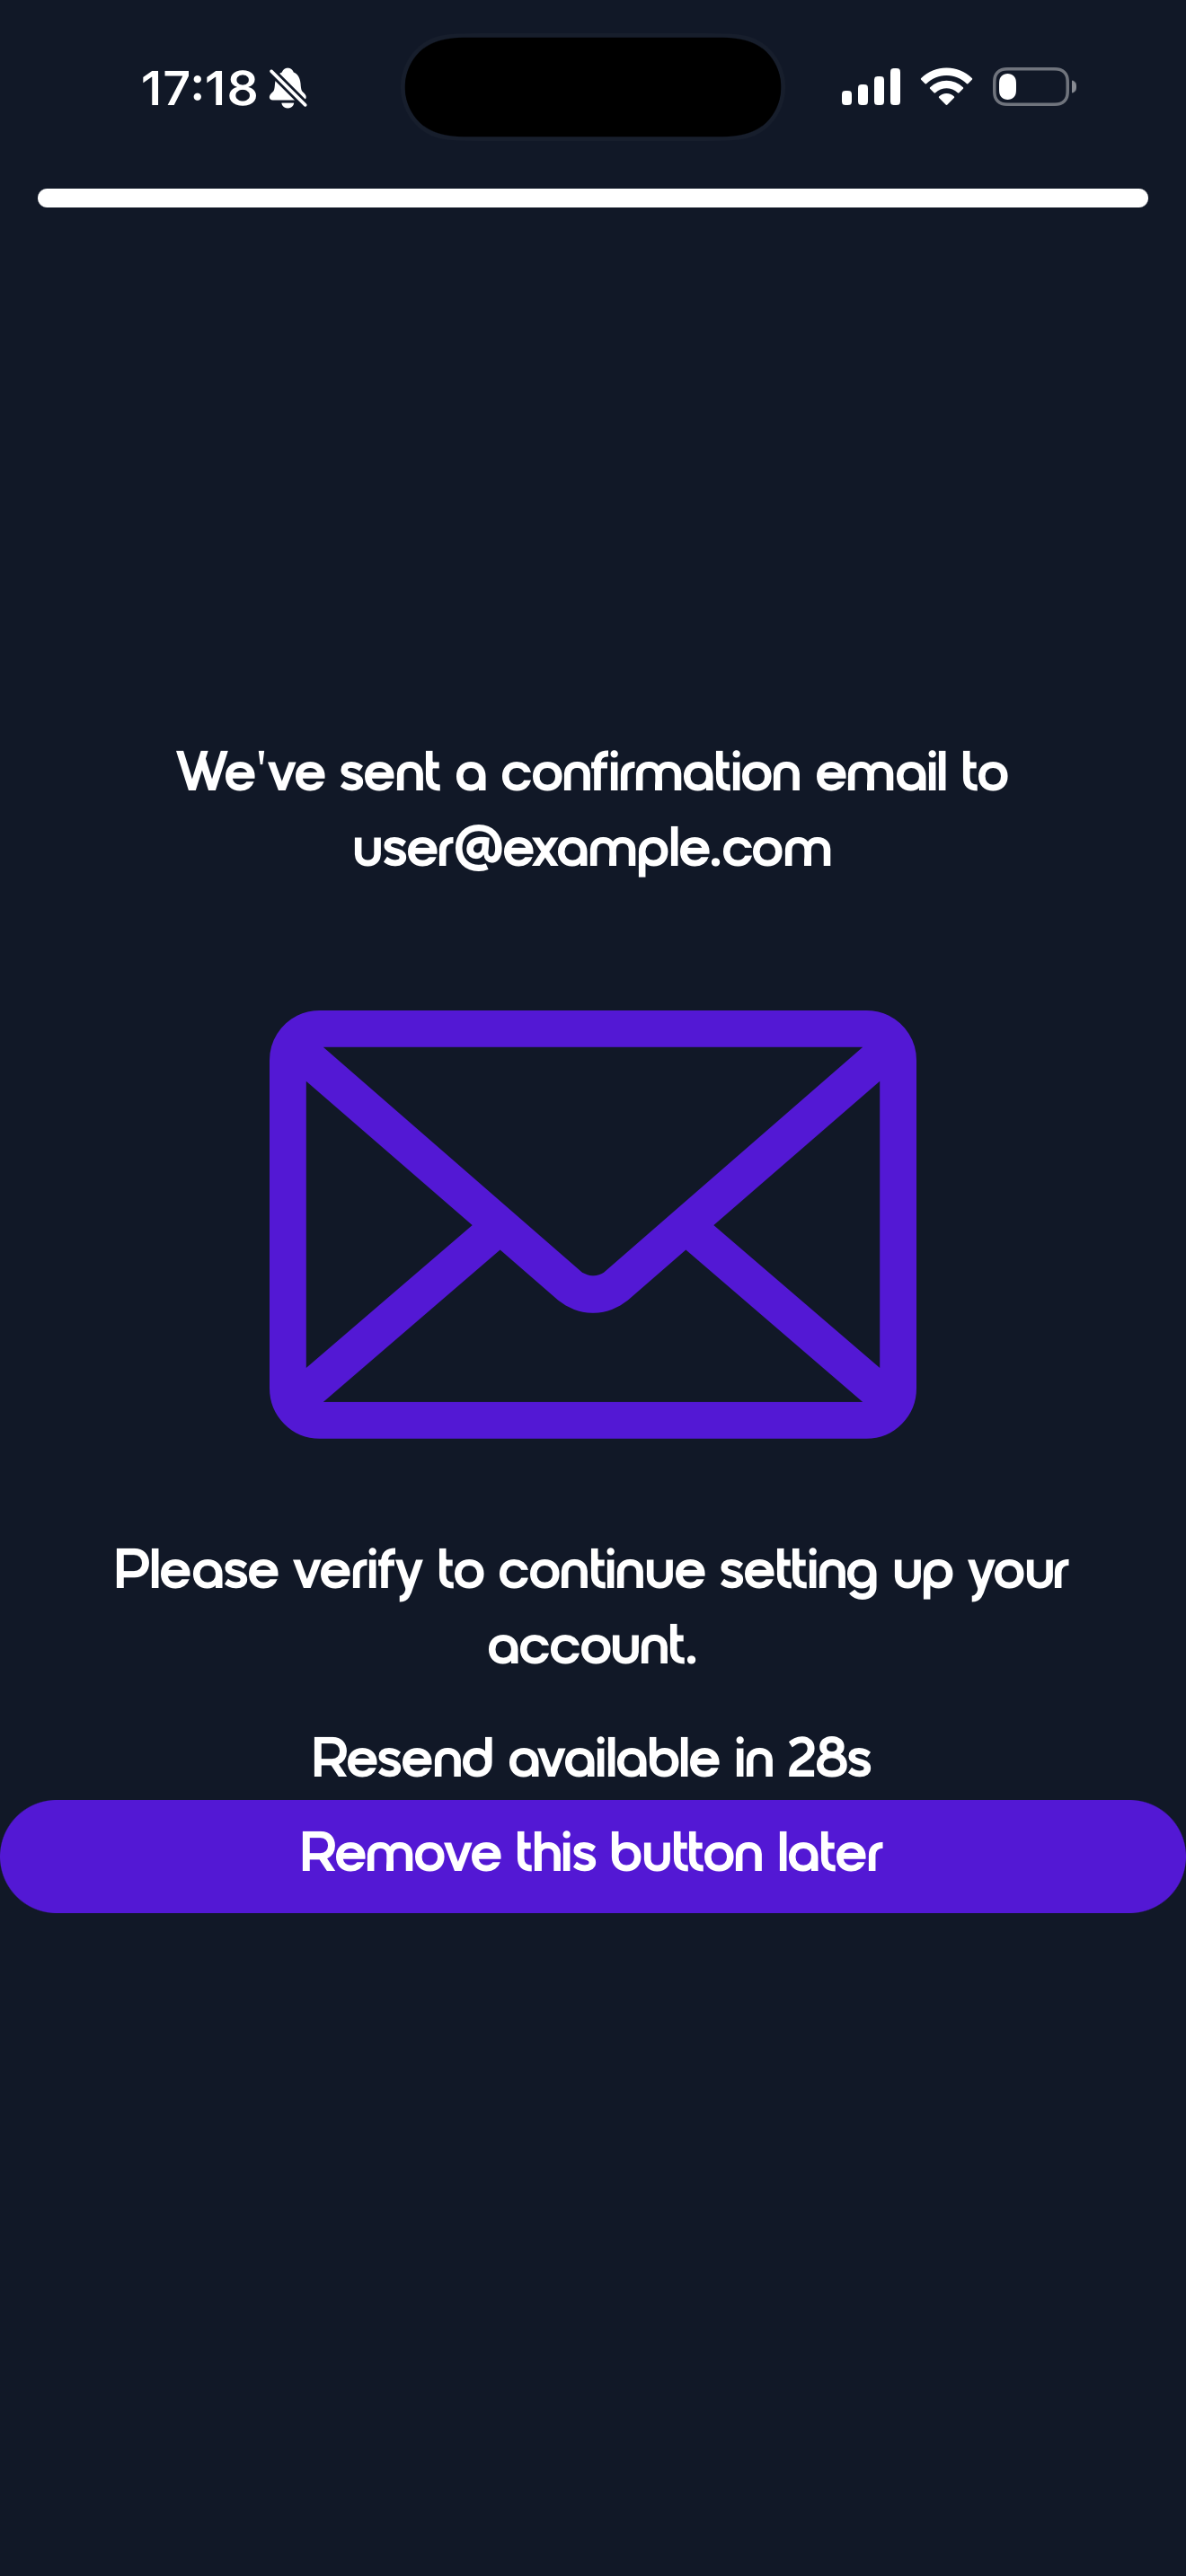 17:18
We've sent a confirmation email to
user@example.com
Please verify to continue setting up your
account.
Resend available in 28s
Remove this button later